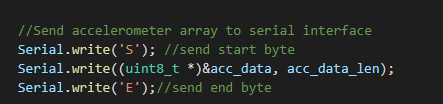 //Send accelerometer array to serial interface
Serial.write('S'); //send start byte
Serial.write((uint8_t *)&acc_data, acc_data_len);
Serial.write('E');//send end byte